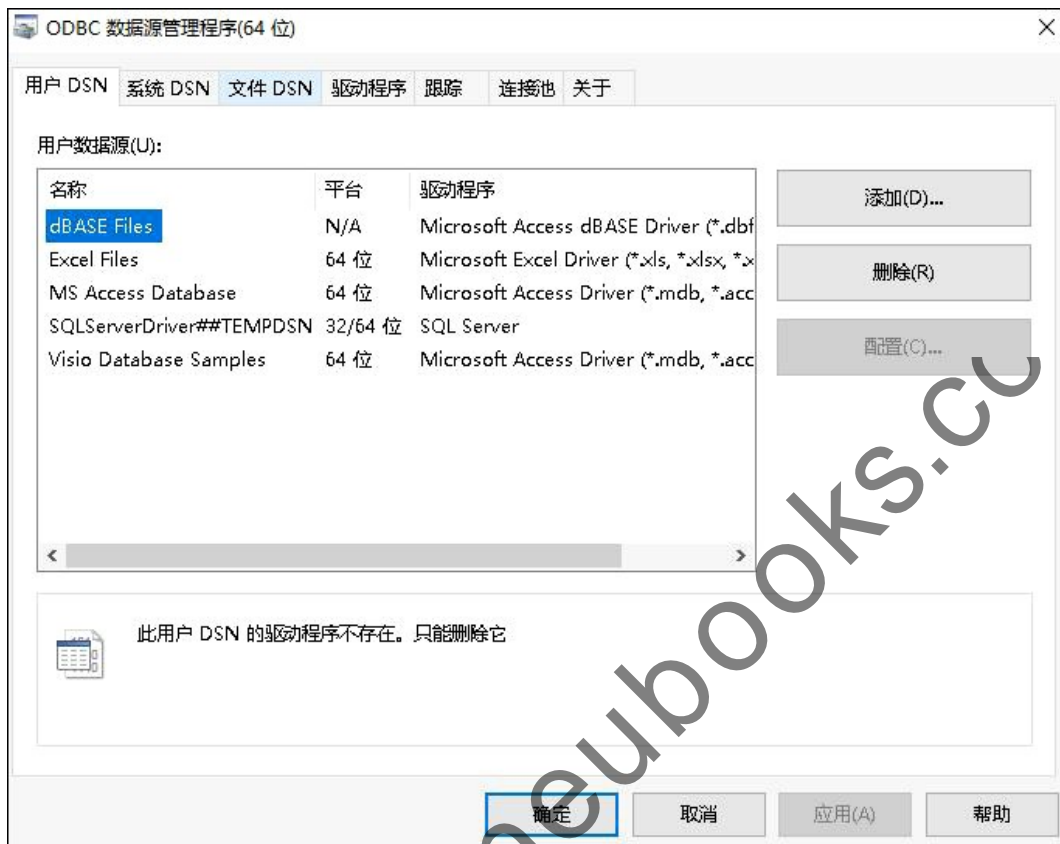 ODBC 数据源管理程序(64 位)
用户 DSN 系统 DSN 文件 DSN 驱动程序 跟踪 连接池 关于
用户数据源(U):
名称 平台 驱动程序
dBASE Files N/A Microsoft Access dBASE Driver (*.dbf
Excel Files 64 位 Microsoft Excel Driver (*.xls, *.xlsx, *.x
MS Access Database 64 位 Microsoft Access Driver (*.mdb, *.acc
SQLServerDriver##TEMPDSN 32/64 位 SQL Server
Visio Database Samples 64 位 Microsoft Access Driver (*.mdb, *.acc
添加(D)...
删除(R)
配置(C)...
此用户 DSN 的驱动程序不存在。只能删除它
确定 取消 应用(A) 帮助